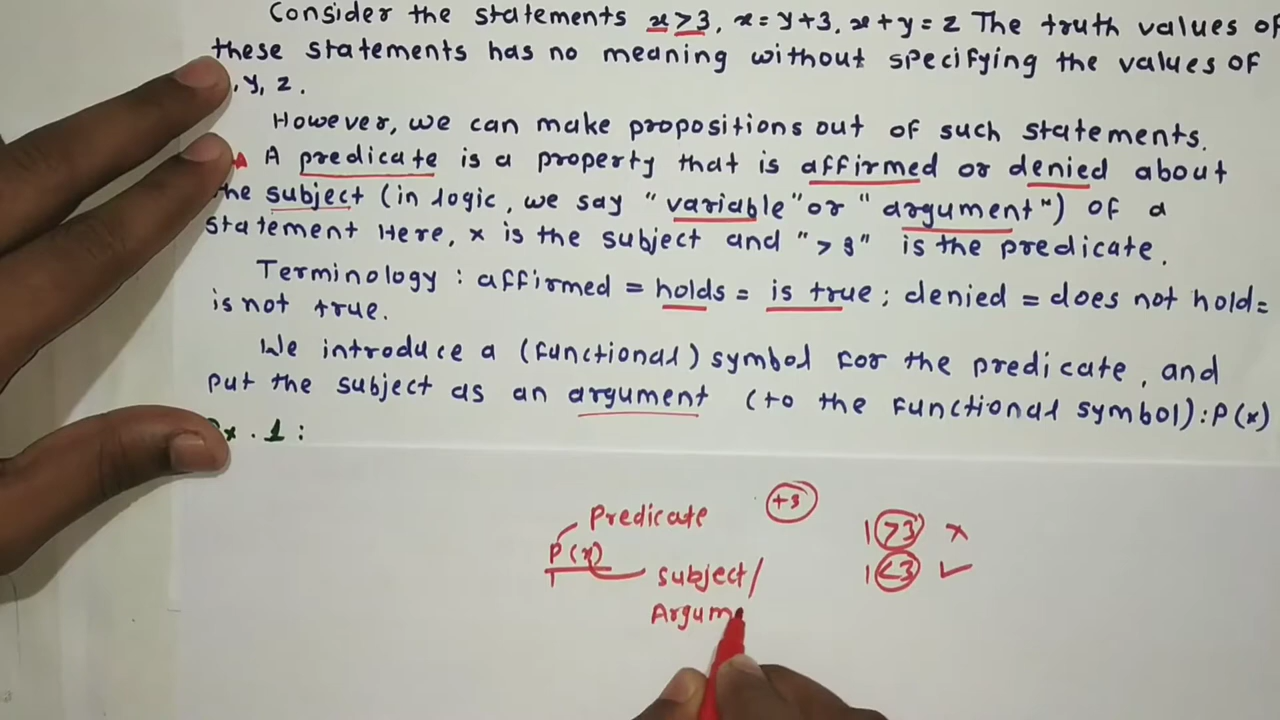 Consider the statements x > 3, x = y + 3, x + y = z The truth values of
these statements has no meaning without specifying the values of
, y, z.
However, we can make propositions out of such statements.
A predicate is a property that is affirmed or denied about
the subject (in logic, we say "variable" or "argument") of a
statement Here, x is the subject and "> 3" is the predicate.
Terminology : affirmed = holds = is true ; denied = does not hold =
is not true.
We introduce a (functional) symbol for the predicate, and
put the subject as an argument (to the functional symbol) : P(x)
Ex. 1 :
Predicate
+3
1 > 3 ×
P(x)
subject/
1 < 3 ✓
Argum